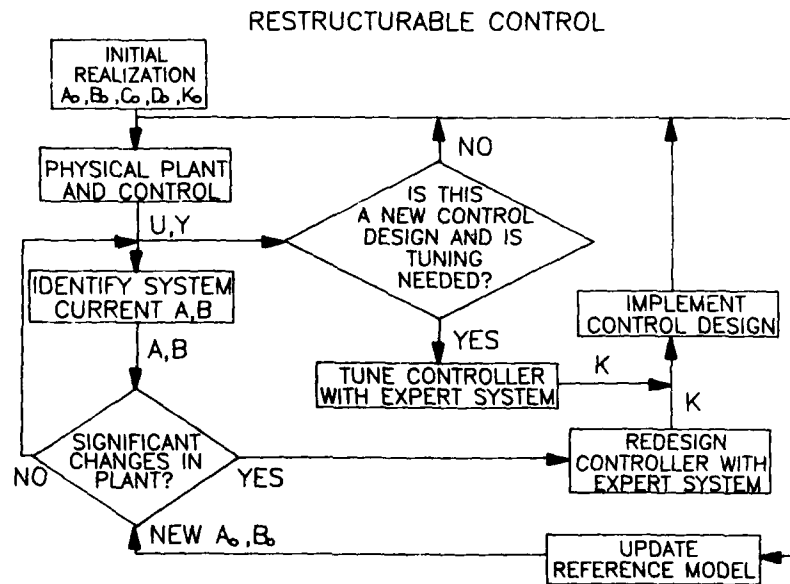 RESTRUCTURABLE CONTROL
INITIAL
REALIZATION
A₀,B₀,C₀,D₀,K₀
PHYSICAL PLANT
AND CONTROL
U,Y
IDENTIFY SYSTEM
CURRENT A,B
A,B
SIGNIFICANT
CHANGES IN
PLANT?
NO
YES
NEW A₀,B₀
NO
IS THIS
A NEW CONTROL
DESIGN AND IS
TUNING
NEEDED?
YES
TUNE CONTROLLER
WITH EXPERT SYSTEM
K
IMPLEMENT
CONTROL DESIGN
K
REDESIGN
CONTROLLER WITH
EXPERT SYSTEM
UPDATE
REFERENCE MODEL